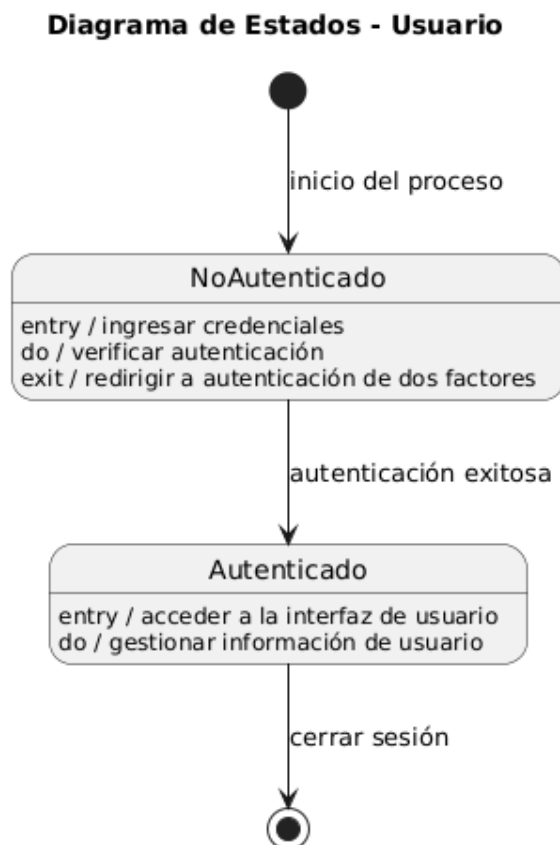 Diagrama de Estados - Usuario
inicio del proceso
NoAutenticado
entry / ingresar credenciales
do / verificar autenticación
exit / redirigir a autenticación de dos factores
autenticación exitosa
Autenticado
entry / acceder a la interfaz de usuario
do / gestionar información de usuario
cerrar sesión